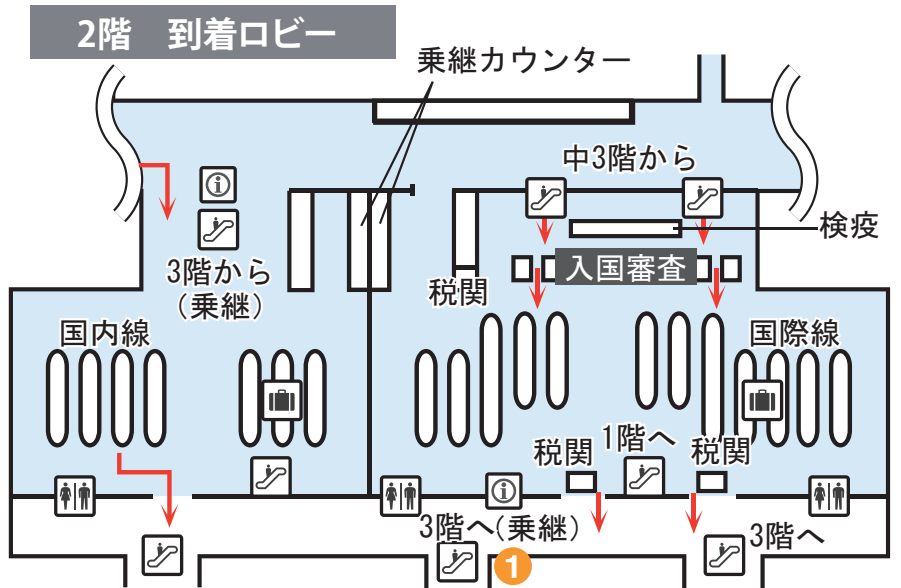 2階 到着ロビー
乗継カウンター
中3階から
検疫
3階から
(乗継)
税関
入国審査
国内線
国際線
税関
1階へ
税関
3階へ(乗継)
3階へ
1